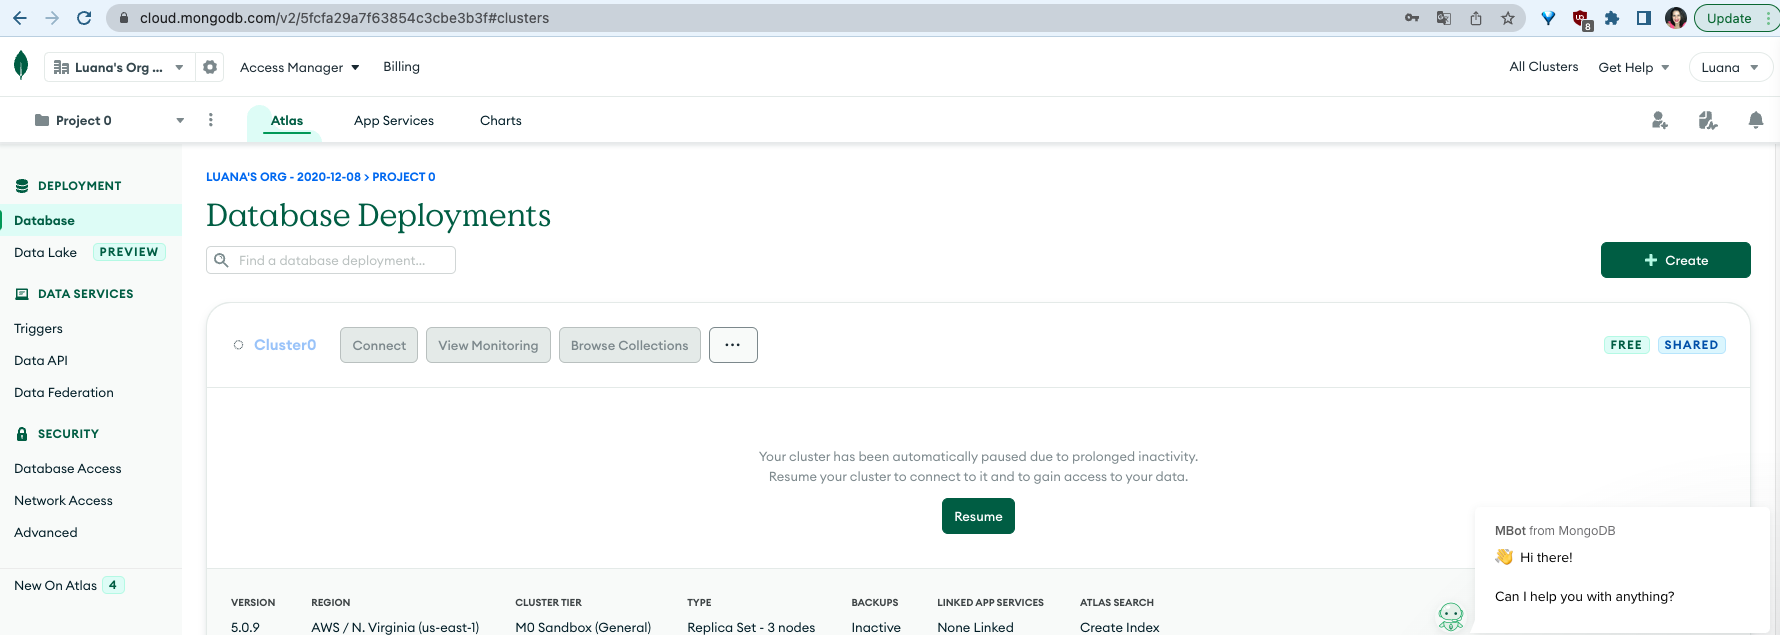 cloud.mongodb.com/v2/5fcfa29a7f63854c3cbe3b3f#clusters
8
Update
Luana's Org ...
Access Manager
Billing
All Clusters
Get Help
Luana
Project 0
Atlas
App Services
Charts
DEPLOYMENT
Database
Data Lake PREVIEW
DATA SERVICES
Triggers
Data API
Data Federation
SECURITY
Database Access
Network Access
Advanced
New On Atlas 4
LUANA'S ORG - 2020-12-08 > PROJECT 0
Database Deployments
Find a database deployment...
+ Create
Cluster0
Connect
View Monitoring
Browse Collections
...
FREE
SHARED
Your cluster has been automatically paused due to prolonged inactivity.
Resume your cluster to connect to it and to gain access to your data.
Resume
VERSION REGION CLUSTER TIER TYPE BACKUPS LINKED APP SERVICES ATLAS SEARCH
5.0.9 AWS / N. Virginia (us-east-1) M0 Sandbox (General) Replica Set - 3 nodes Inactive None Linked Create Index
MBot from MongoDB
👋 Hi there!
Can I help you with anything?